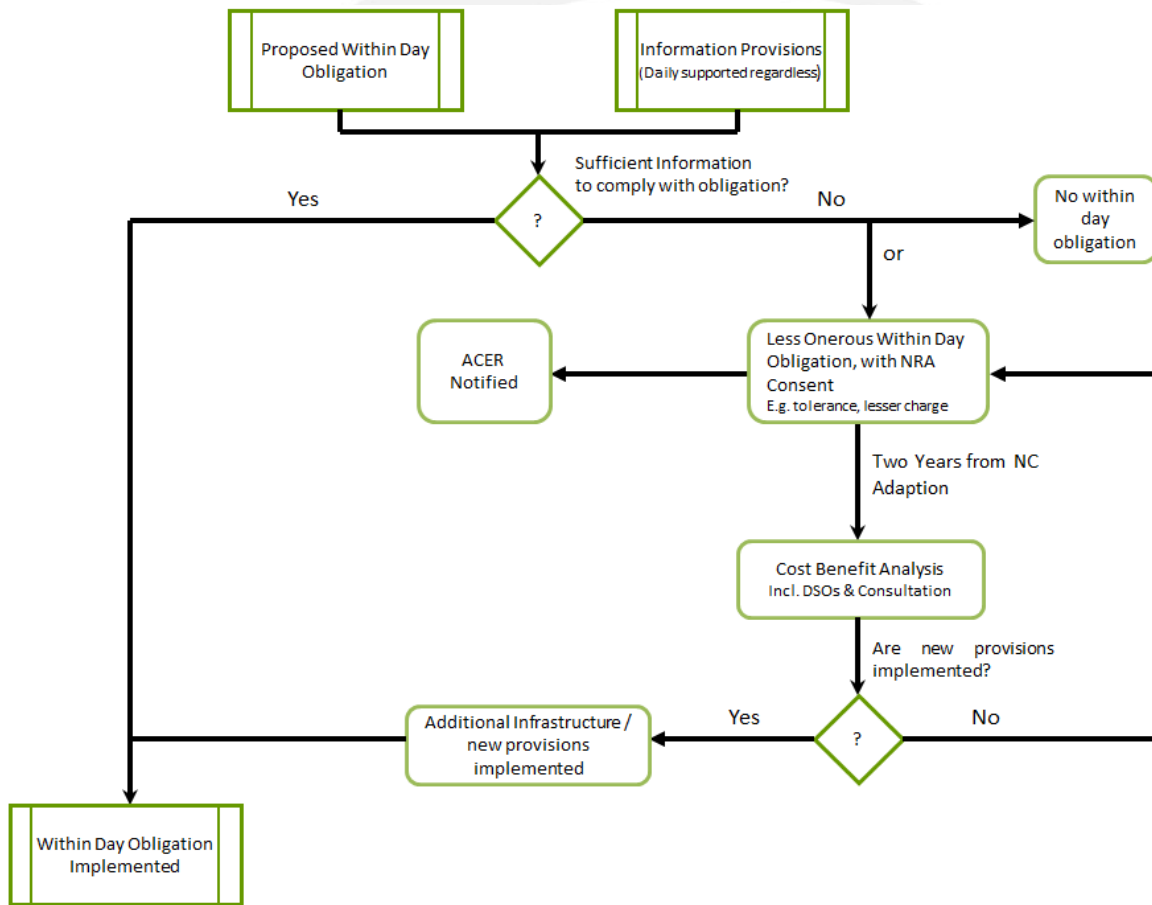 Proposed Within Day
Obligation
Information Provisions
(Daily supported regardless)
Sufficient Information
to comply with obligation?
Yes
?
No
No within
day
obligation
or
ACER
Notified
Less Onerous Within Day
Obligation, with NRA
Consent
E.g. tolerance, lesser charge
Two Years from NC
Adaption
Cost Benefit Analysis
Incl. DSOs & Consultation
Are new provisions
implemented?
Additional Infrastructure /
new provisions
implemented
Yes
?
No
Within Day Obligation
Implemented